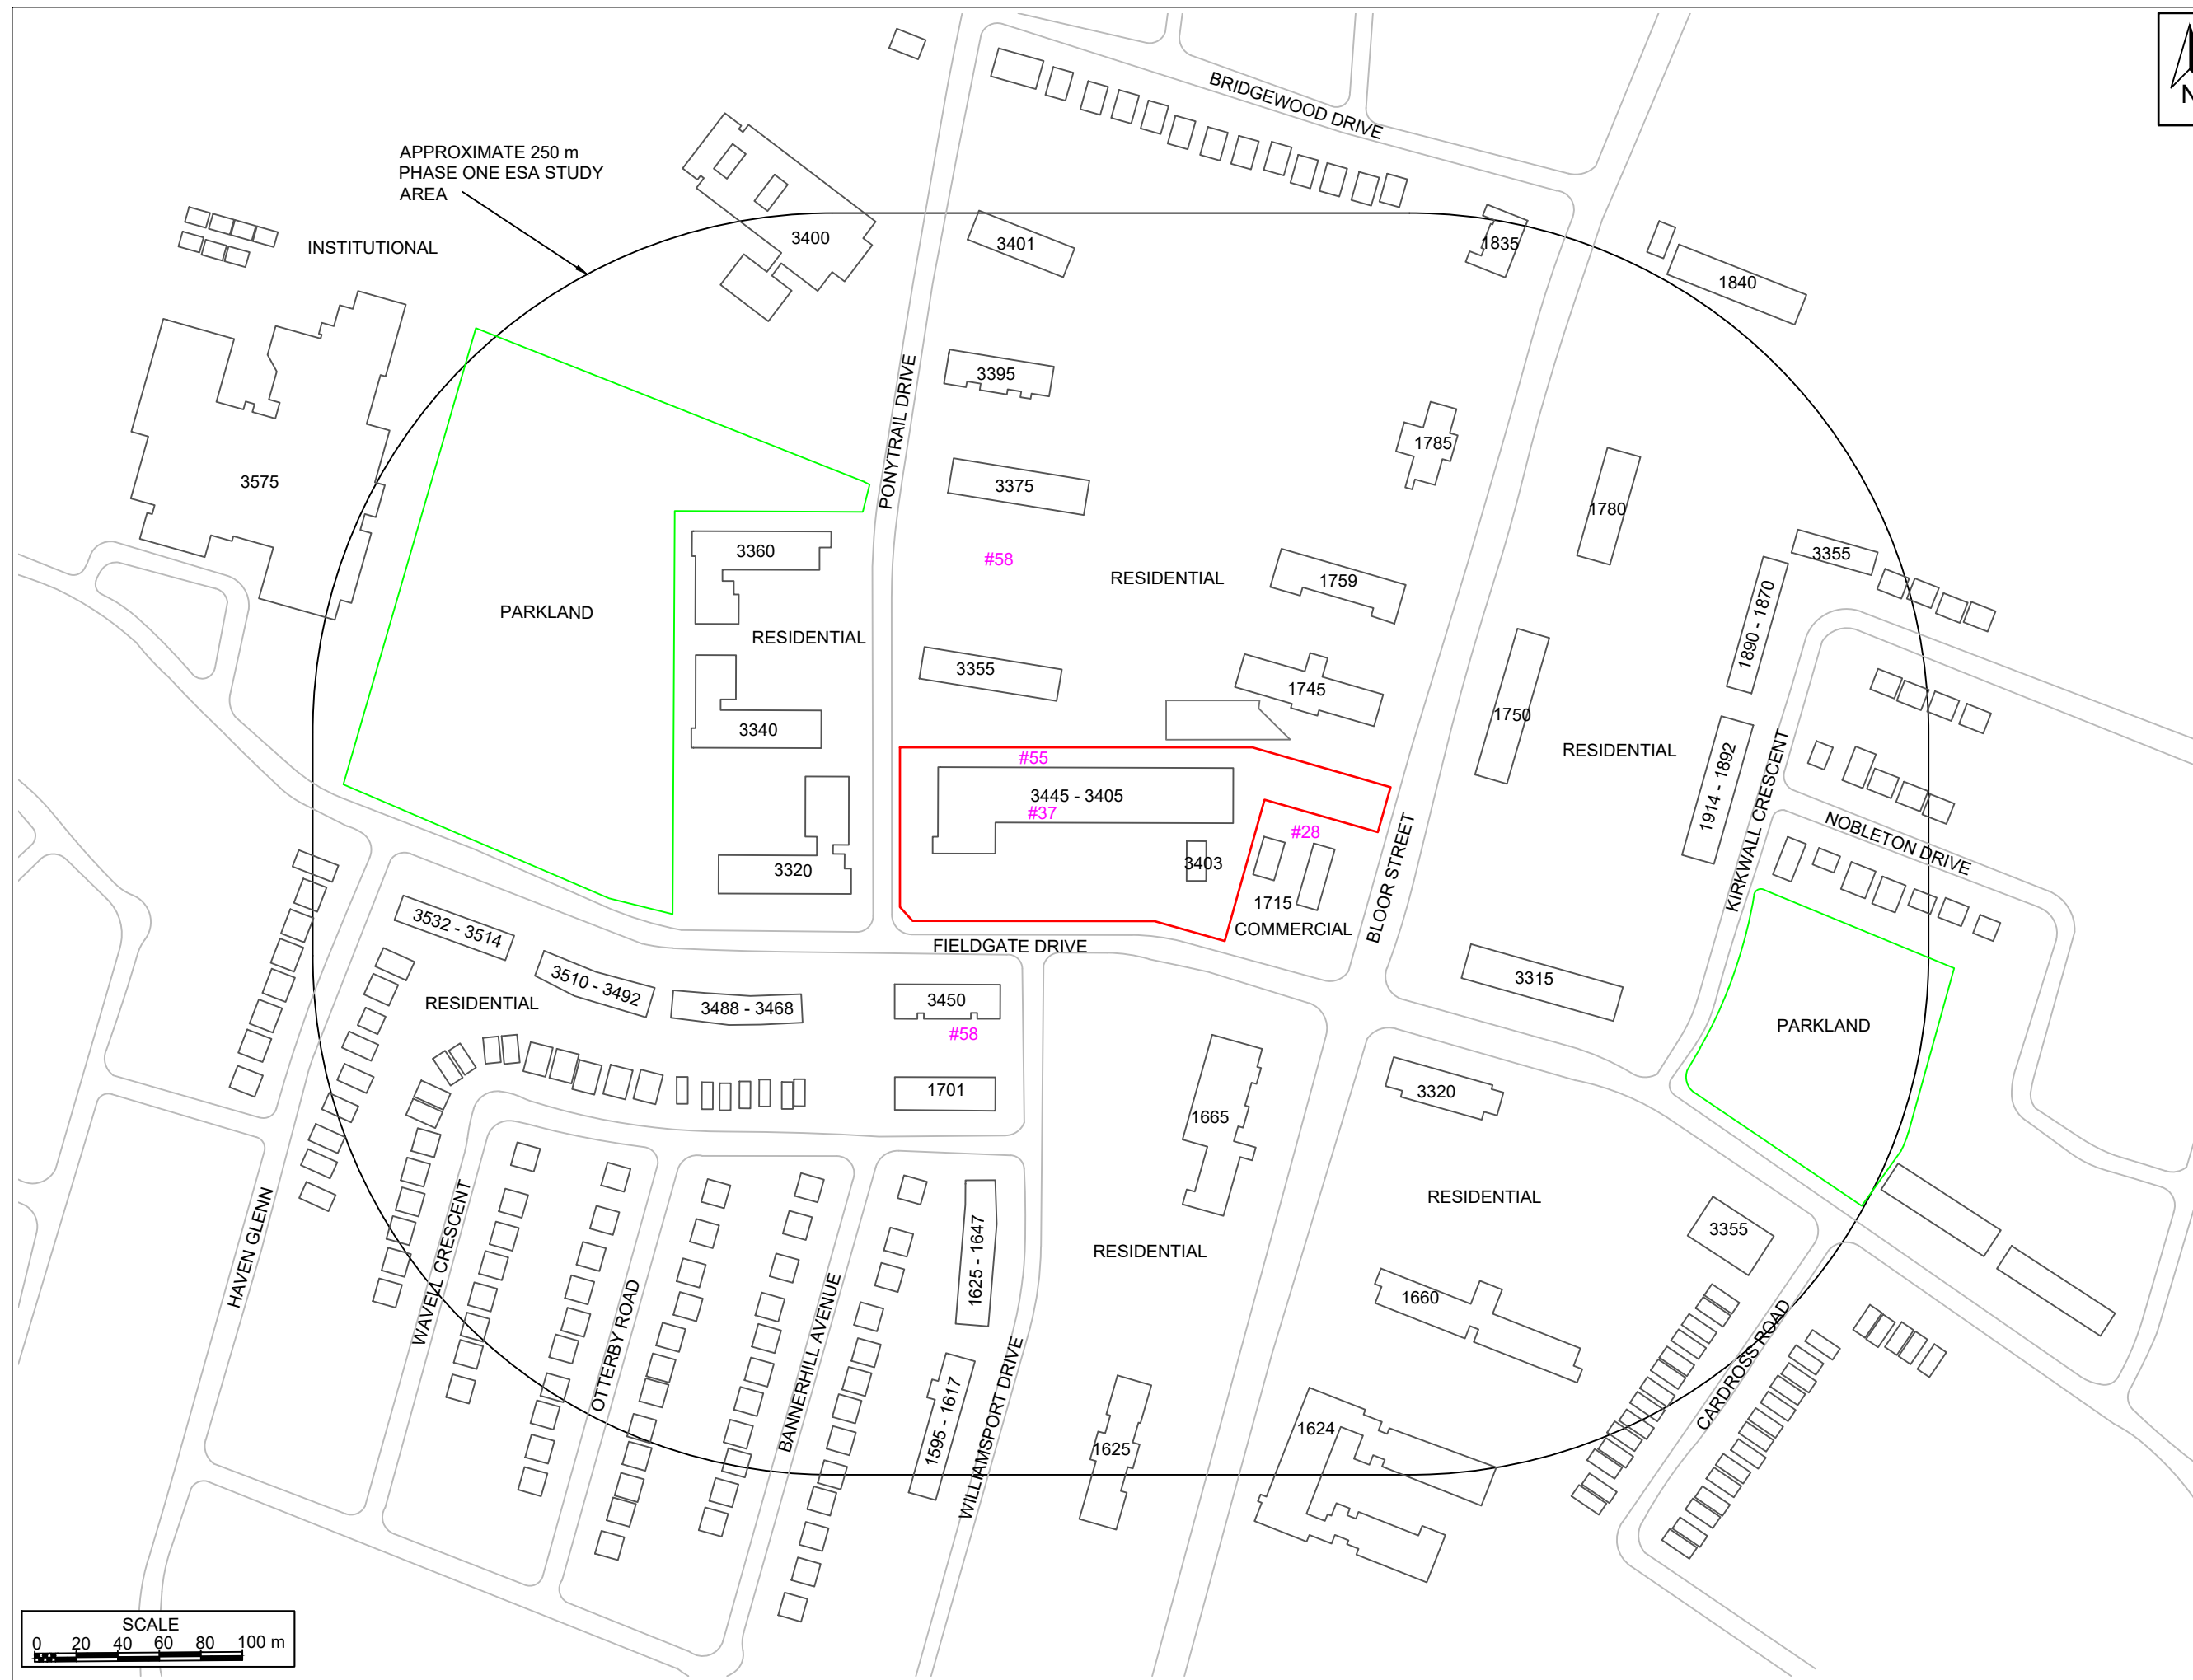 BRIDGEWOOD DRIVE
N
APPROXIMATE 250 m
PHASE ONE ESA STUDY
AREA
INSTITUTIONAL
3400
3401
1835
1840
3395
PONYTRAIL DRIVE
1785
3575
3375
1780
3360
#58
3355
PARKLAND
RESIDENTIAL
1759
RESIDENTIAL
1890 - 1870
3355
1745
3340
1750
RESIDENTIAL
#55
3445 - 3405
#37
1914 - 1892
KIRKWALL CRESCENT
#28
NOBLETON DRIVE
3320
3403
1715
COMMERCIAL
BLOOR STREET
3532 - 3514
FIELDGATE DRIVE
3510 - 3492
3315
RESIDENTIAL
3488 - 3468
3450
#58
PARKLAND
1701
3320
1665
RESIDENTIAL
HAVEN GLENN
WAVELL CRESCENT
1625 - 1647
RESIDENTIAL
3355
1660
OTTERBY ROAD
BANNERHILL AVENUE
1595 - 1617
WILLIAMSPORT DRIVE
1625
1624
CARDROSS ROAD
SCALE
0 20 40 60 80 100 m